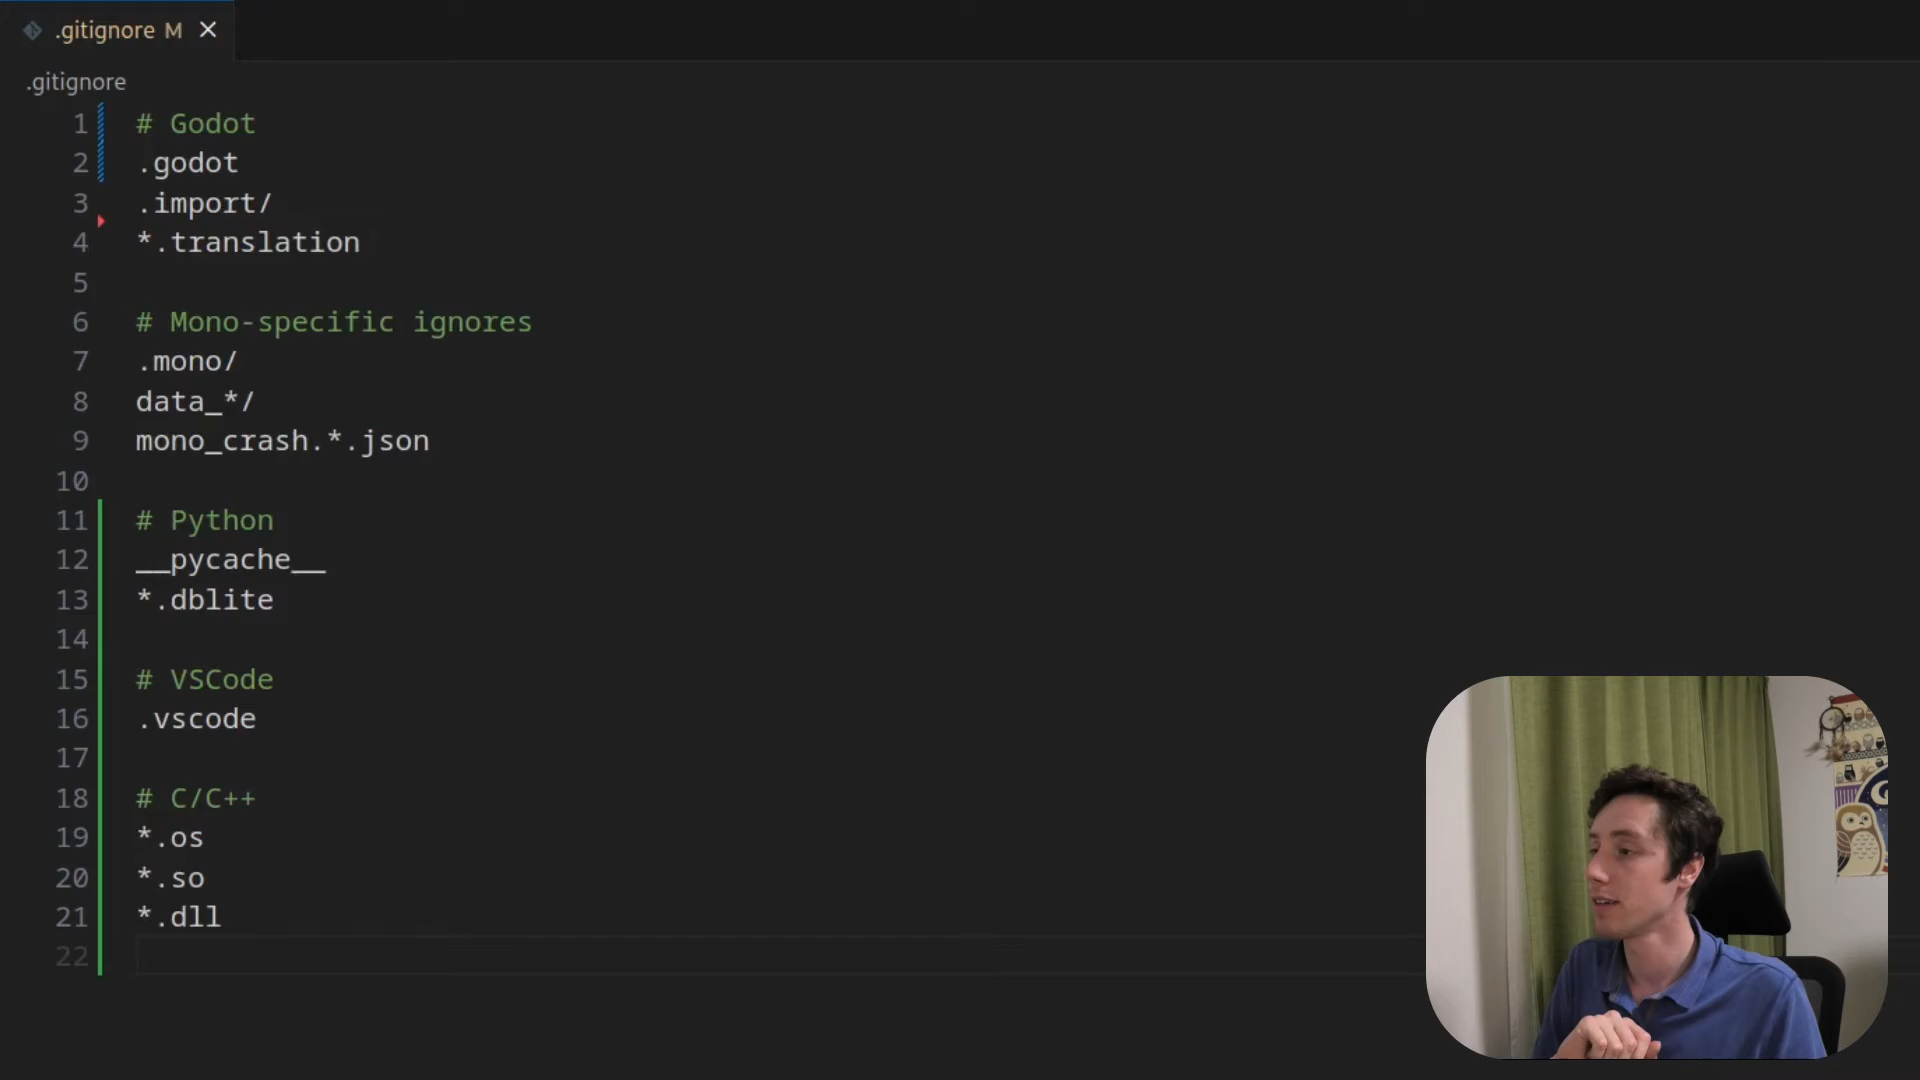 .gitignore M
.gitignore
1 # Godot
2 .godot
3 .import/
4 *.translation
5
6 # Mono-specific ignores
7 .mono/
8 data_*/
9 mono_crash.*.json
10
11 # Python
12 __pycache__
13 *.dblite
14
15 # VSCode
16 .vscode
17
18 # C/C++
19 *.os
20 *.so
21 *.dll
22